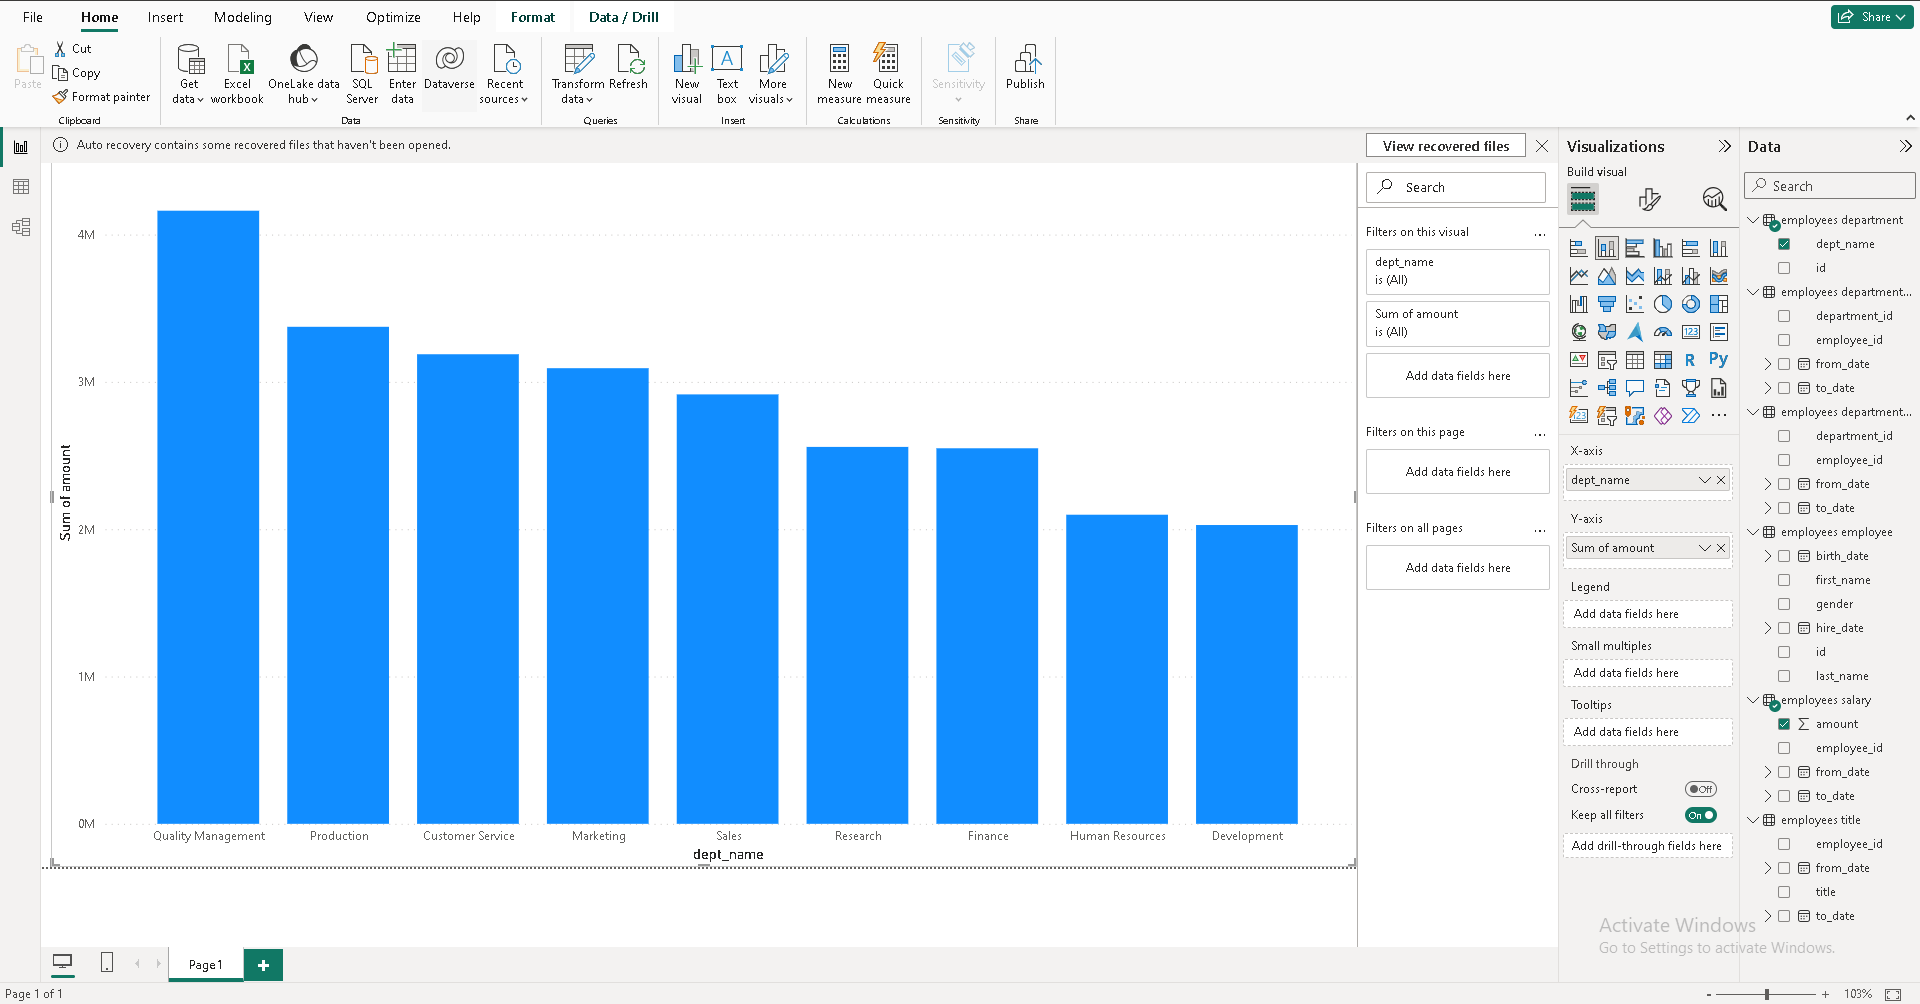 File Home Insert Modeling View Optimize Help Format Data / Drill Share
Paste
Cut
Copy
Format painter
Clipboard
Get data
Excel workbook
OneLake data hub
SQL Server
Enter data
Dataverse
Recent sources
Data
Transform data
Refresh
Queries
New visual
Text box
More visuals
Insert
New measure
Quick measure
Calculations
Sensitivity
Sensitivity
Publish
Share
Auto recovery contains some recovered files that haven't been opened.
View recovered files
4M
3M
2M
1M
0M
Sum of amount
Quality Management Production Customer Service Marketing Sales Research Finance Human Resources Development
dept_name
Search
Filters on this visual ...
dept_name
is (All)
Sum of amount
is (All)
Add data fields here
Filters on this page ...
Add data fields here
Filters on all pages ...
Add data fields here
Visualizations
Build visual
123
R
Py
123
...
X-axis
dept_name
Y-axis
Sum of amount
Legend
Add data fields here
Small multiples
Add data fields here
Tooltips
Add data fields here
Drill through
Cross-report Off
Keep all filters On
Add drill-through fields here
Data
Search
employees department
dept_name
id
employees department...
department_id
employee_id
from_date
to_date
employees department...
department_id
employee_id
from_date
to_date
employees employee
birth_date
first_name
gender
hire_date
id
last_name
employees salary
Σ amount
employee_id
from_date
to_date
employees title
employee_id
from_date
title
to_date
Activate Windows
Go to Settings to activate Windows.
Page1 +
Page 1 of 1
- + 103%